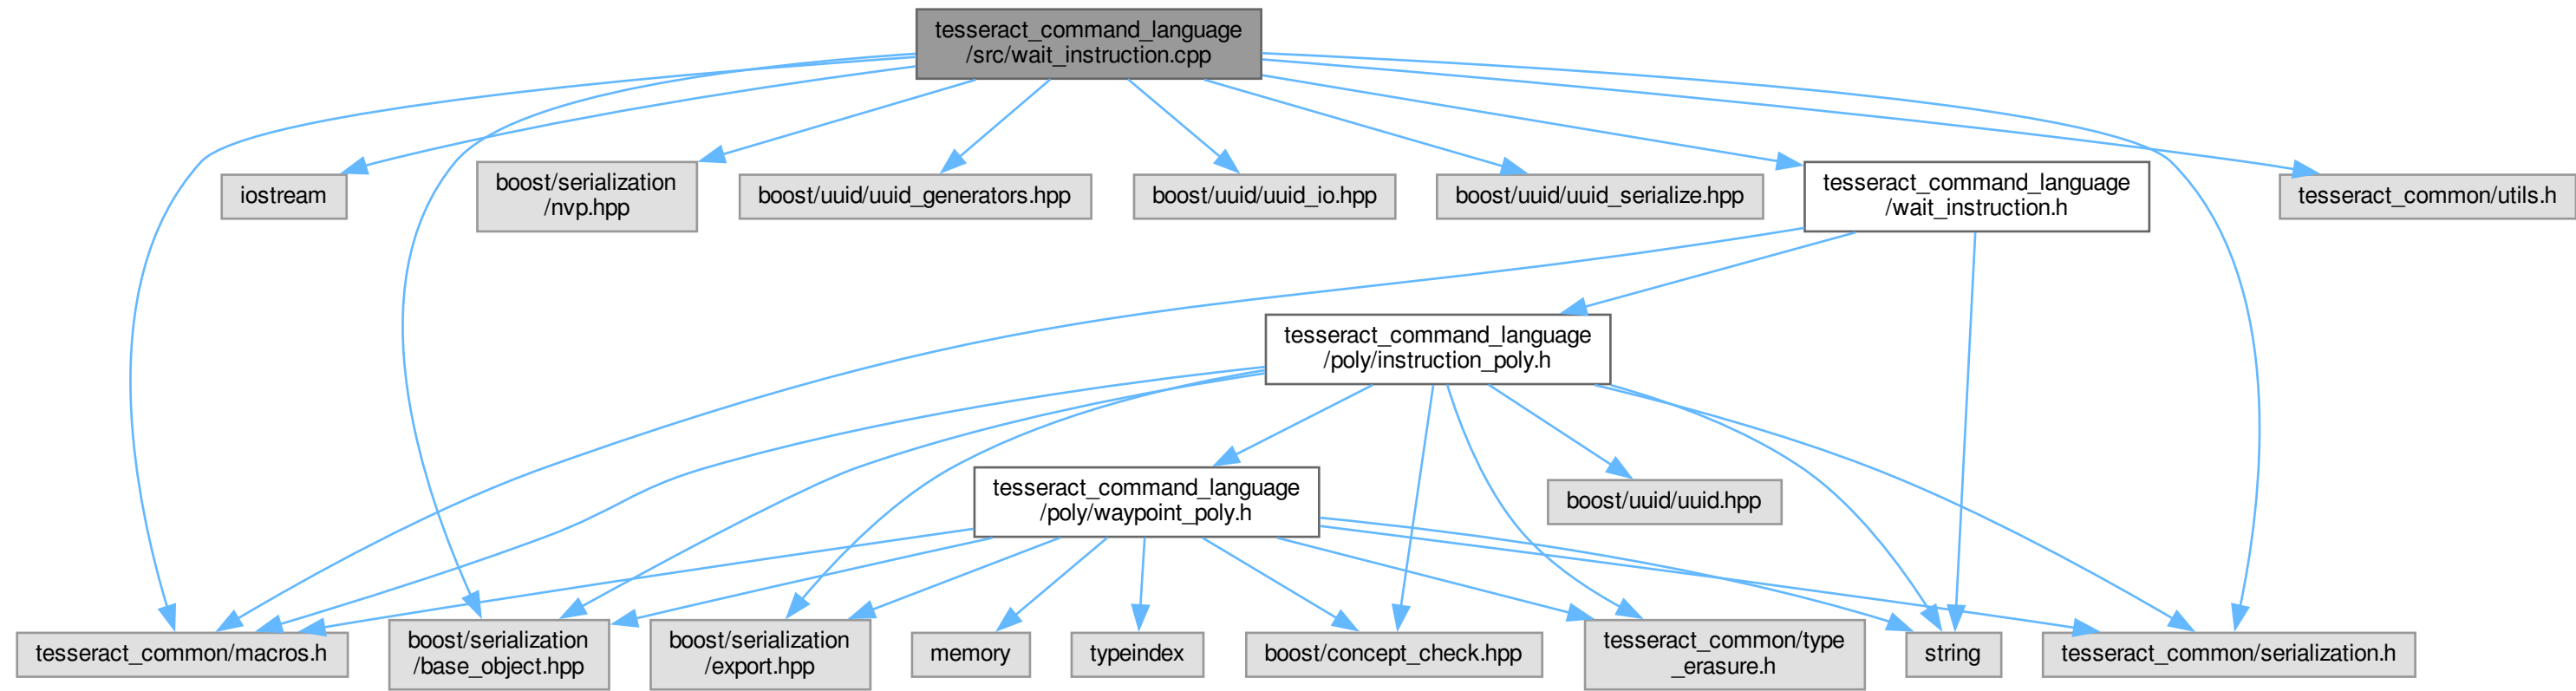 tesseract_command_language
/src/wait_instruction.cpp
iostream
boost/serialization
/nvp.hpp
boost/uuid/uuid_generators.hpp
boost/uuid/uuid_io.hpp
boost/uuid/uuid_serialize.hpp
tesseract_command_language
/wait_instruction.h
tesseract_common/utils.h
tesseract_command_language
/poly/instruction_poly.h
tesseract_command_language
/poly/waypoint_poly.h
boost/uuid/uuid.hpp
tesseract_common/macros.h
boost/serialization
/base_object.hpp
boost/serialization
/export.hpp
memory
typeindex
boost/concept_check.hpp
tesseract_common/type
_erasure.h
string
tesseract_common/serialization.h